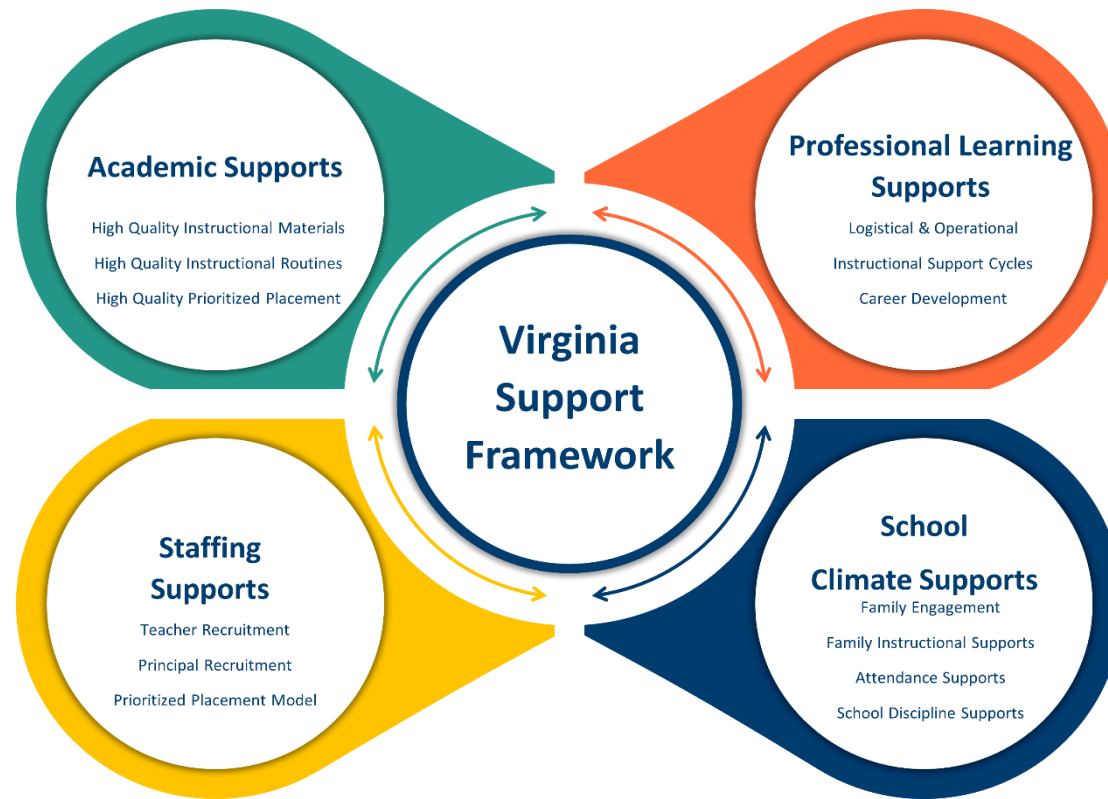 Academic Supports
High Quality Instructional Materials
High Quality Instructional Routines
High Quality Prioritized Placement
Professional Learning
Supports
Logistical & Operational
Instructional Support Cycles
Career Development
Virginia
Support
Framework
Staffing
Supports
Teacher Recruitment
Principal Recruitment
Prioritized Placement Model
School
Climate Supports
Family Engagement
Family Instructional Supports
Attendance Supports
School Discipline Supports